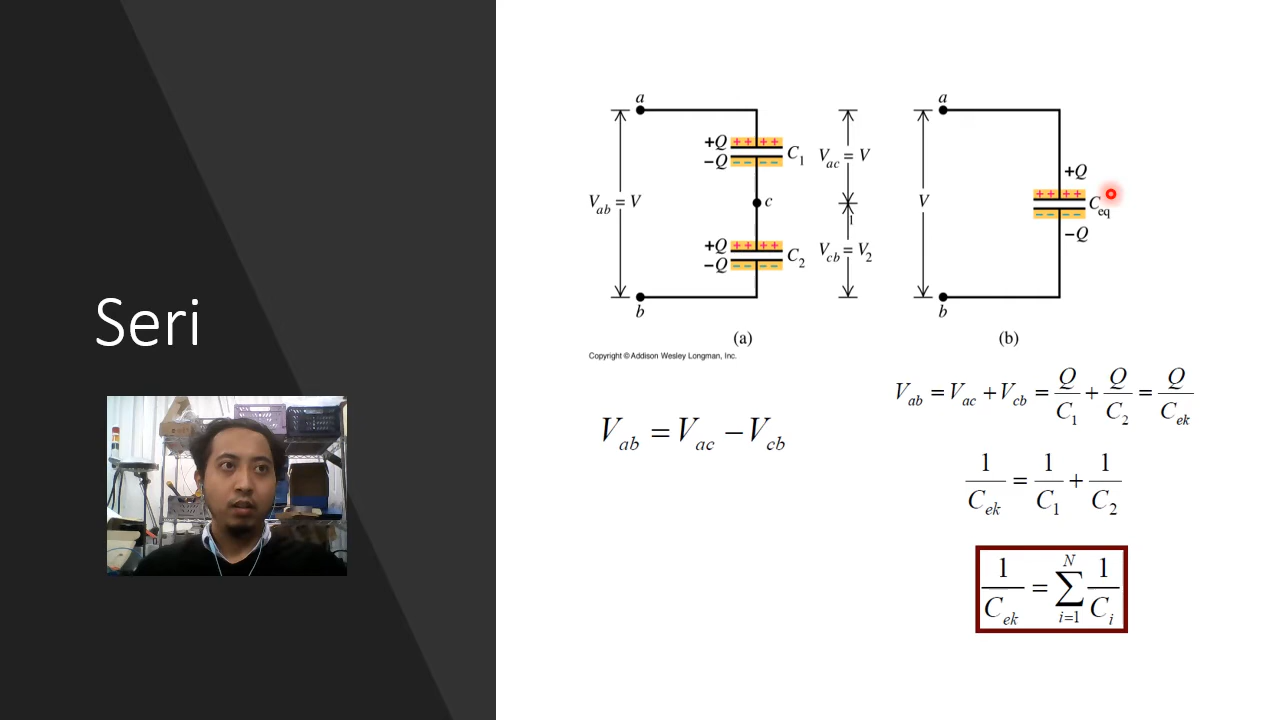 Seri
a
+Q
−Q
C1
Vac = V
Vab = V
c
1
+Q
−Q
C2
Vcb = V2
b
(a)
Copyright © Addison Wesley Longman, Inc.
a
+Q
V
Ceq
−Q
b
(b)
Vab = Vac − Vcb
Vab = Vac + Vcb = Q/C1 + Q/C2 = Q/Cek
1/Cek = 1/C1 + 1/C2
1/Cek = ∑ i=1 N 1/Ci